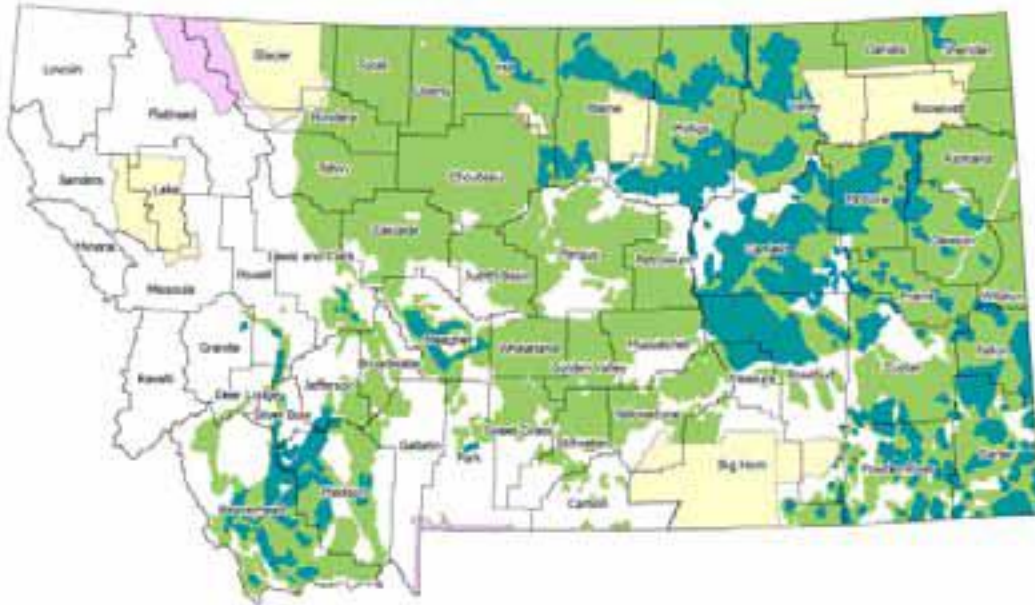 Lincoln
Glacier
Toole
Liberty
Hill
Blaine
Phillips
Valley
Daniels
Sheridan
Roosevelt
Flathead
Pondera
Teton
Chouteau
Richland
Sanders
Lake
Mineral
Missoula
Powell
Lewis and Clark
Cascade
Judith Basin
Fergus
Petroleum
Garfield
McCone
Dawson
Prairie
Wibaux
Granite
Ravalli
Meagher
Wheatland
Golden Valley
Musselshell
Broadwater
Jefferson
Deer Lodge
Silver Bow
Fallon
Custer
Rosebud
Treasure
Yellowstone
Gallatin
Park
Sweet Grass
Stillwater
Carbon
Big Horn
Powder River
Carter
Madison
Beaverhead